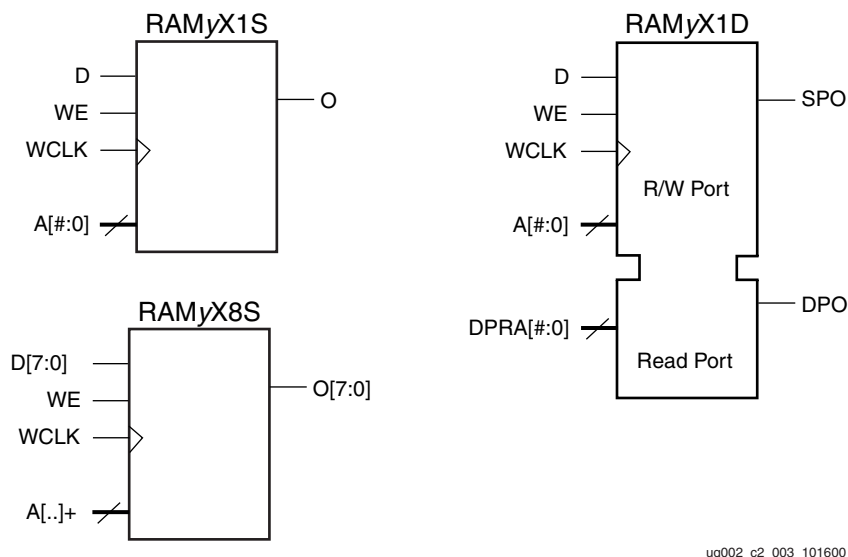 RAMyX1S
D
WE
WCLK
A[#:0]
O
RAMyX8S
D[7:0]
WE
WCLK
A[..]+
O[7:0]
RAMyX1D
D
WE
WCLK
A[#:0]
R/W Port
SPO
DPRA[#:0]
Read Port
DPO
ug002_c2_003_101600